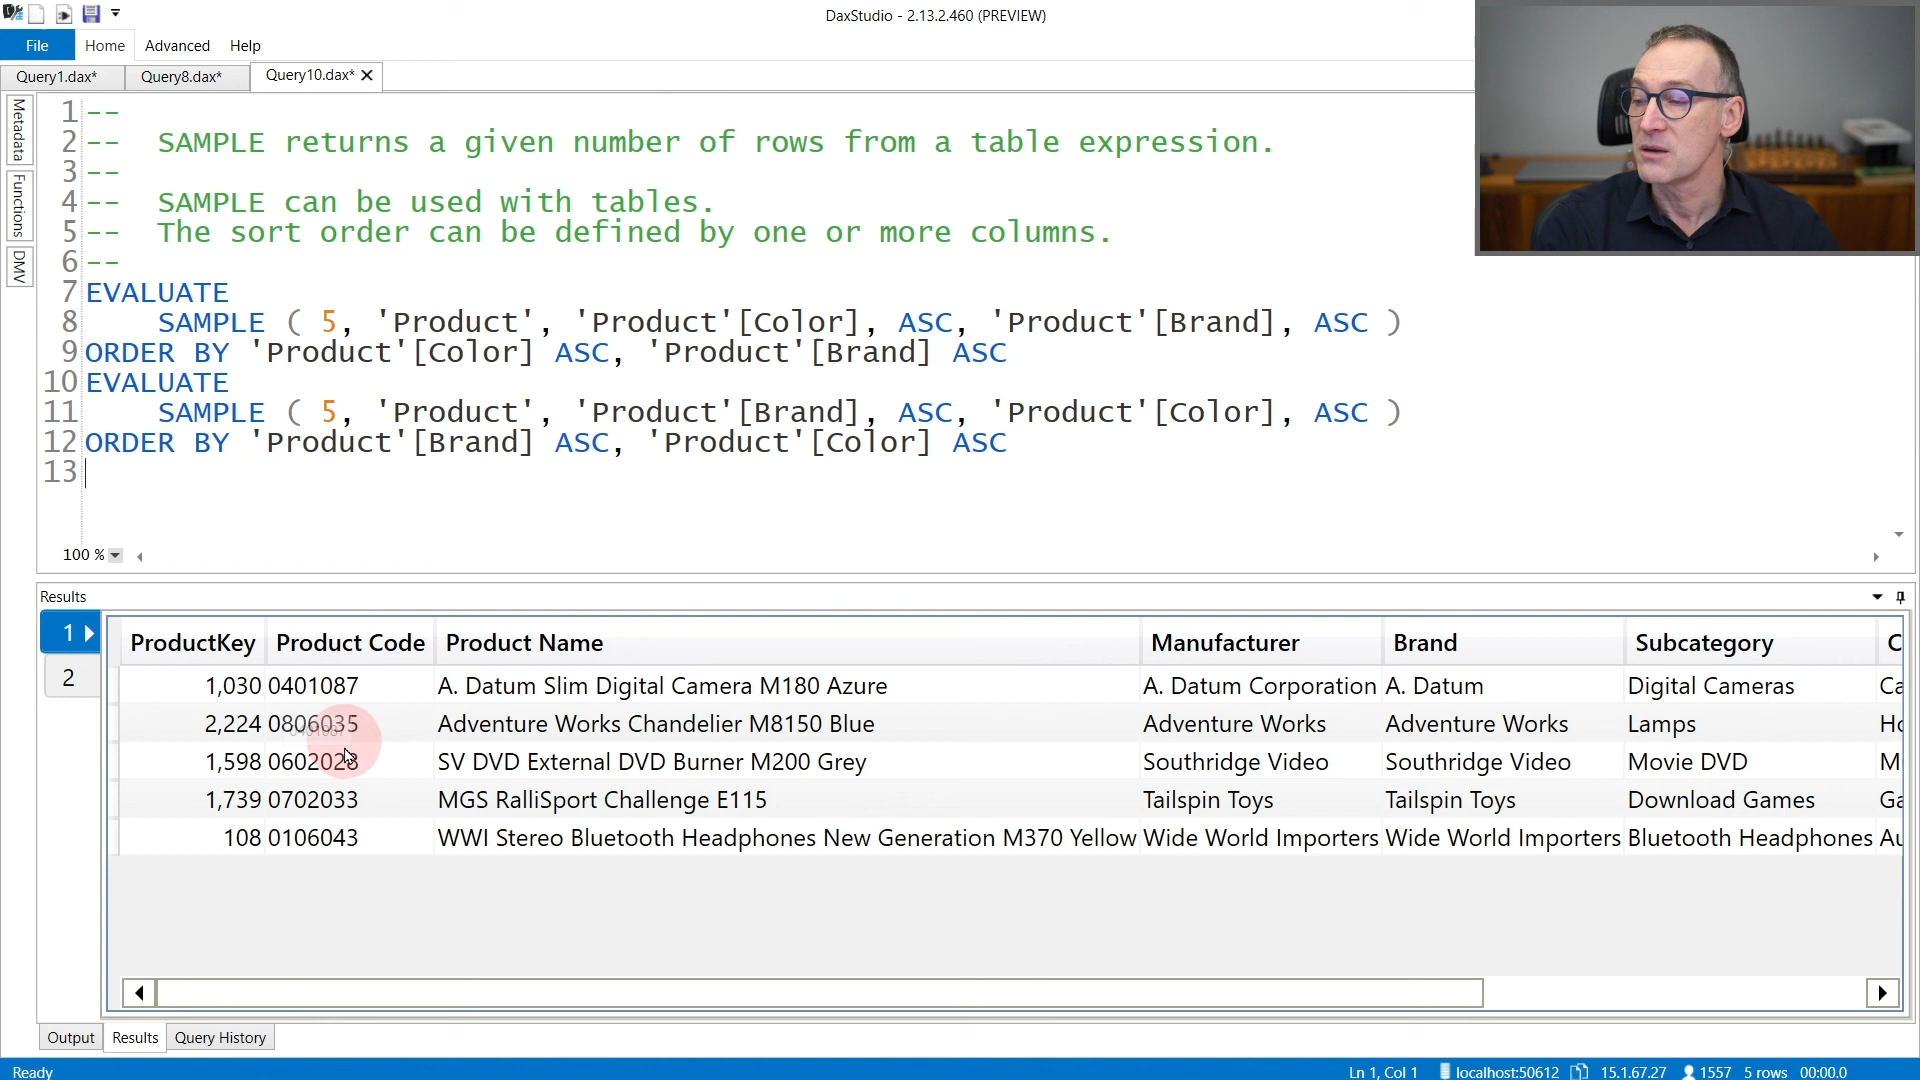 DaxStudio - 2.13.2.460 (PREVIEW)
File Home Advanced Help
Query1.dax* Query8.dax* Query10.dax*
Metadata
Functions
DMV
1 --
2 -- SAMPLE returns a given number of rows from a table expression.
3 --
4 -- SAMPLE can be used with tables.
5 -- The sort order can be defined by one or more columns.
6 --
7 EVALUATE
8 SAMPLE ( 5, 'Product', 'Product'[Color], ASC, 'Product'[Brand], ASC )
9 ORDER BY 'Product'[Color] ASC, 'Product'[Brand] ASC
10 EVALUATE
11 SAMPLE ( 5, 'Product', 'Product'[Brand], ASC, 'Product'[Color], ASC )
12 ORDER BY 'Product'[Brand] ASC, 'Product'[Color] ASC
13
100 %
Results
1
2
ProductKey Product Code Product Name Manufacturer Brand Subcategory C
1,030 0401087 A. Datum Slim Digital Camera M180 Azure A. Datum Corporation A. Datum Digital Cameras Ca
2,224 0806035 Adventure Works Chandelier M8150 Blue Adventure Works Adventure Works Lamps Ho
1,598 0602028 SV DVD External DVD Burner M200 Grey Southridge Video Southridge Video Movie DVD M
1,739 0702033 MGS RalliSport Challenge E115 Tailspin Toys Tailspin Toys Download Games Ga
108 0106043 WWI Stereo Bluetooth Headphones New Generation M370 Yellow Wide World Importers Wide World Importers Bluetooth Headphones Au
Output Results Query History
Ready Ln 1, Col 1 localhost:50612 15.1.67.27 1557 5 rows 00:00.0